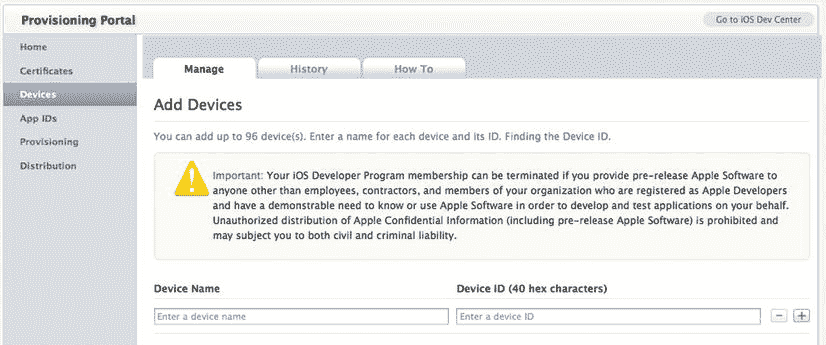 Provisioning Portal
Go to iOS Dev Center
Home
Certificates
Devices
App IDs
Provisioning
Distribution
Manage
History
How To
Add Devices
You can add up to 96 device(s). Enter a name for each device and its ID. Finding the Device ID.
Important: Your iOS Developer Program membership can be terminated if you provide pre-release Apple Software to
anyone other than employees, contractors, and members of your organization who are registered as Apple Developers
and have a demonstrable need to know or use Apple Software in order to develop and test applications on your behalf.
Unauthorized distribution of Apple Confidential Information (including pre-release Apple Software) is prohibited and
may subject you to both civil and criminal liability.
Device Name
Device ID (40 hex characters)
Enter a device name
Enter a device ID